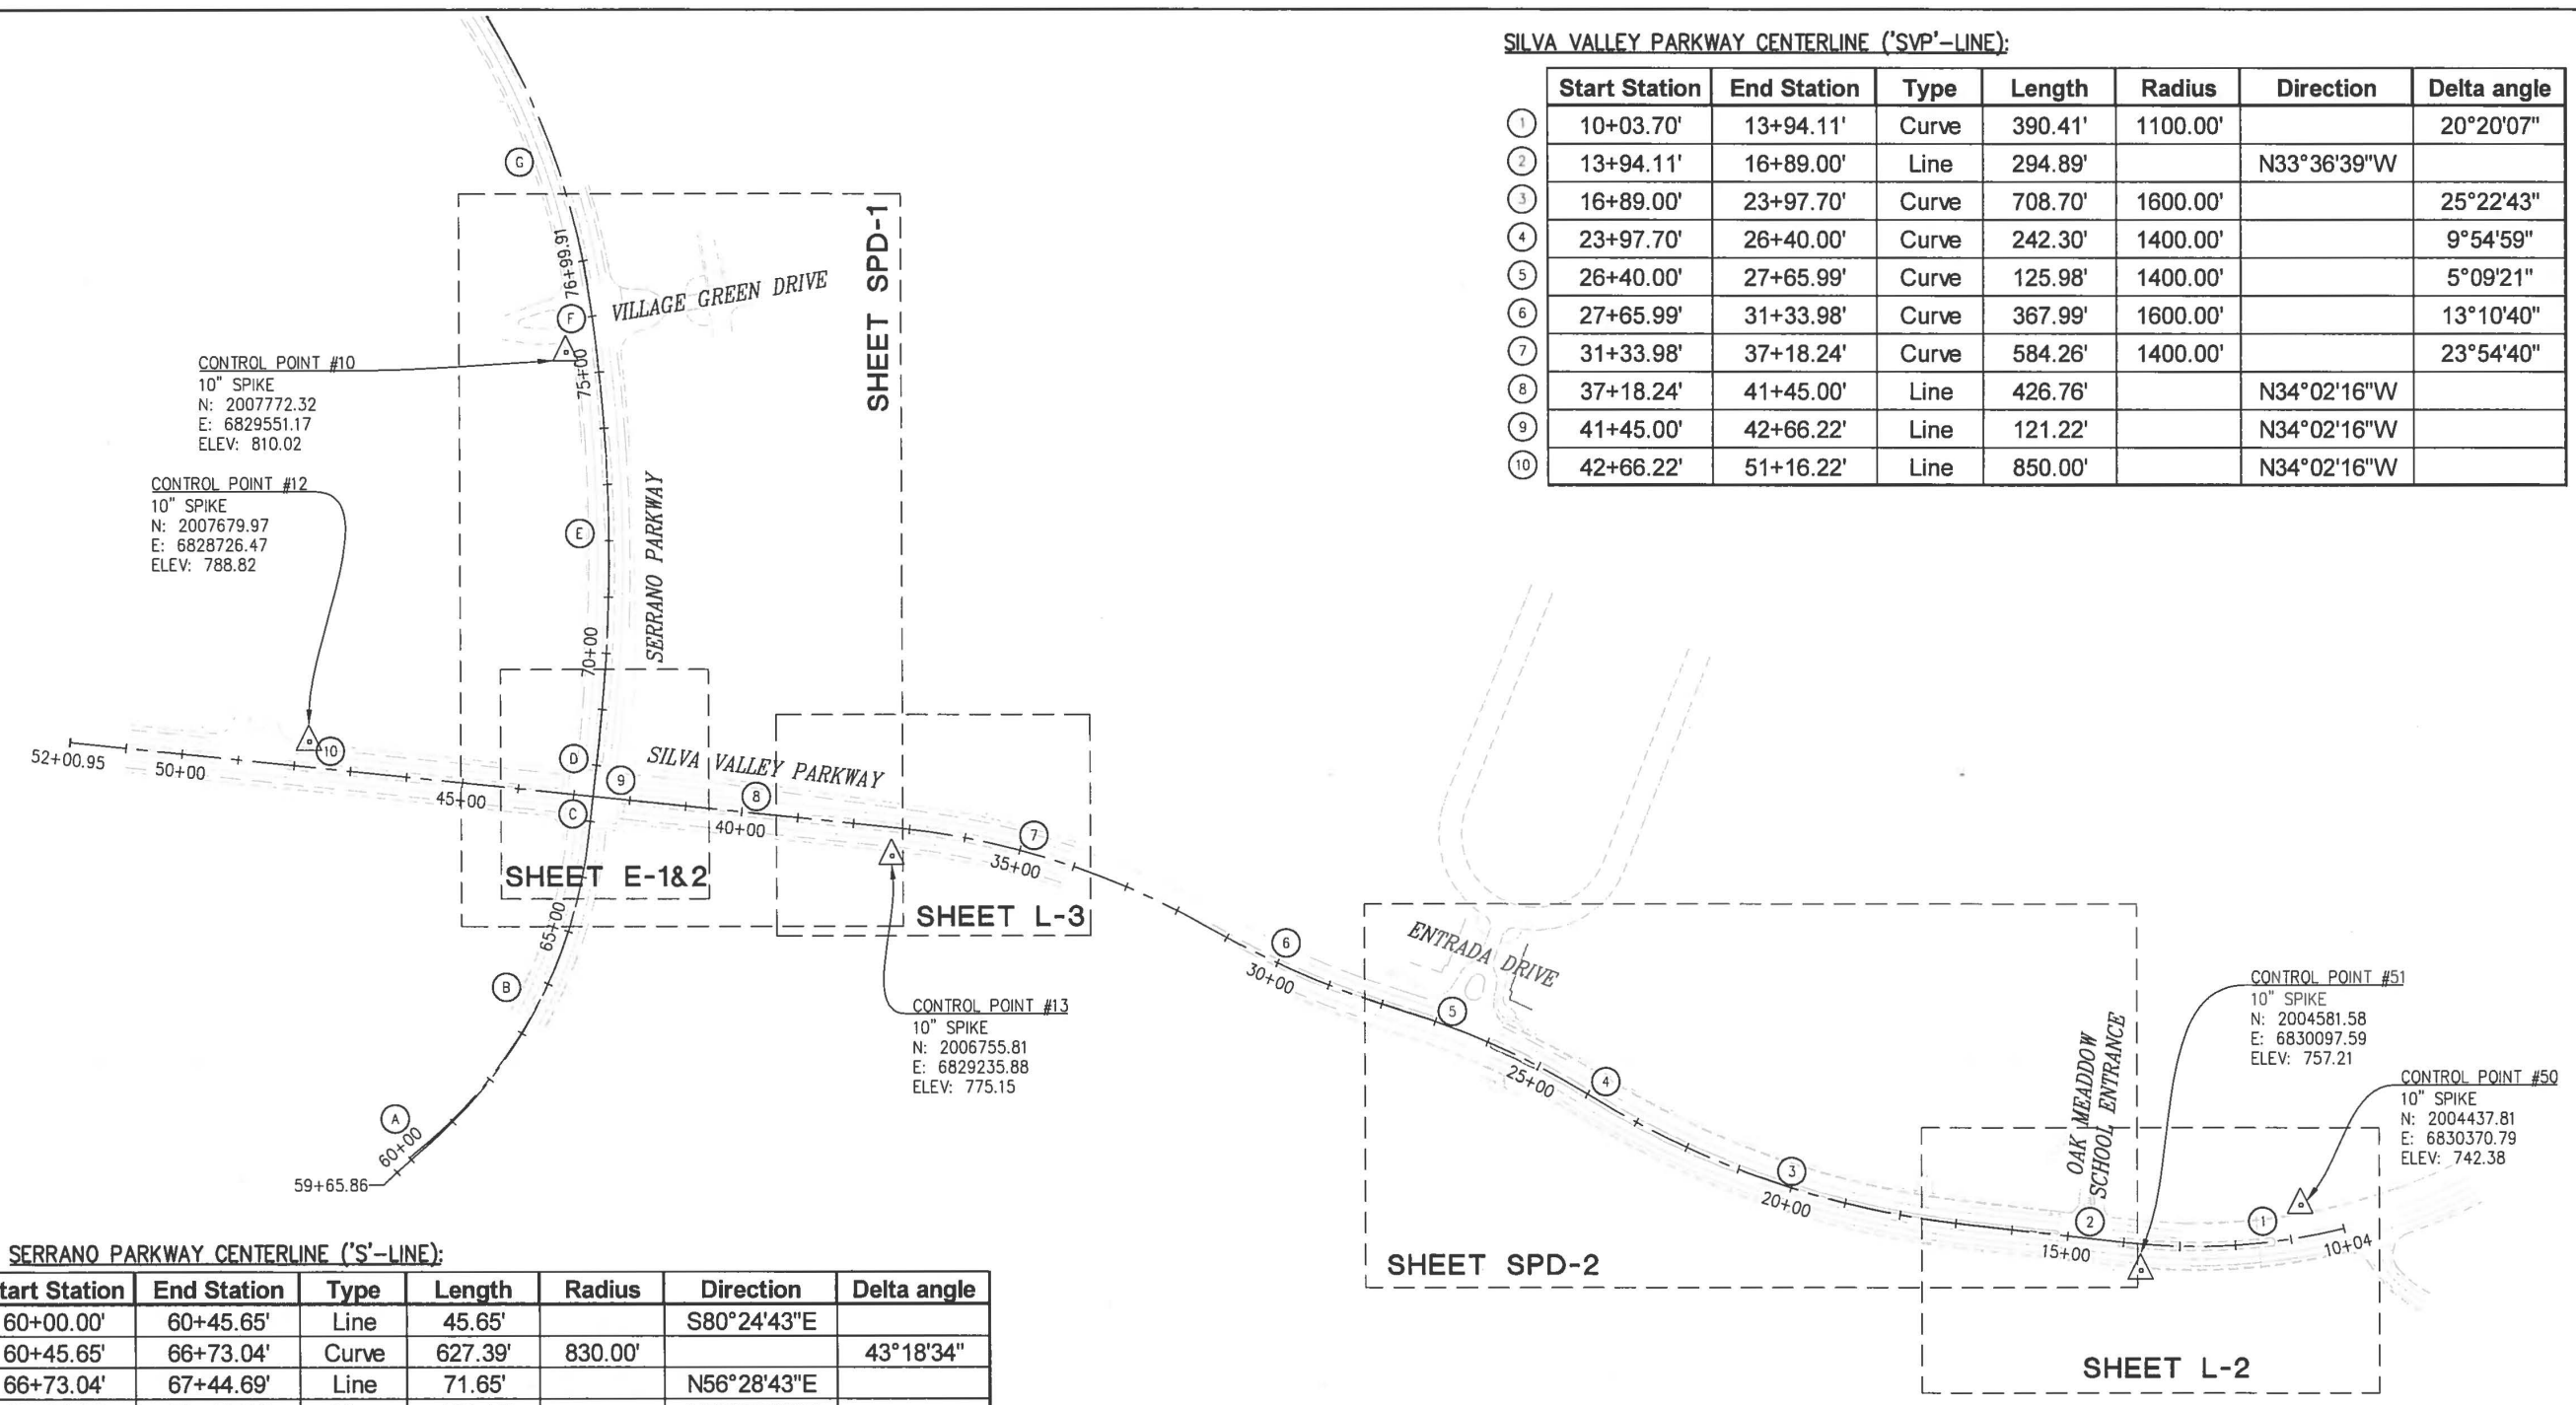 SILVA VALLEY PARKWAY CENTERLINE ('SVP'-LINE):
Start Station End Station Type Length Radius Direction Delta angle
1 10+03.70' 13+94.11' Curve 390.41' 1100.00' 20°20'07"
2 13+94.11' 16+89.00' Line 294.89' N33°36'39"W
3 16+89.00' 23+97.70' Curve 708.70' 1600.00' 25°22'43"
4 23+97.70' 26+40.00' Curve 242.30' 1400.00' 9°54'59"
5 26+40.00' 27+65.99' Curve 125.98' 1400.00' 5°09'21"
6 27+65.99' 31+33.98' Curve 367.99' 1600.00' 13°10'40"
7 31+33.98' 37+18.24' Curve 584.26' 1400.00' 23°54'40"
8 37+18.24' 41+45.00' Line 426.76' N34°02'16"W
9 41+45.00' 42+66.22' Line 121.22' N34°02'16"W
10 42+66.22' 51+16.22' Line 850.00' N34°02'16"W
G
SHEET SPD-1
76+99.91
VILLAGE GREEN DRIVE
F
75+00
CONTROL POINT #10
10" SPIKE
N: 2007772.32
E: 6829551.17
ELEV: 810.02
CONTROL POINT #12
10" SPIKE
N: 2007679.97
E: 6828726.47
ELEV: 788.82
E
SERRANO PARKWAY
70+00
52+00.95
50+00
10
45+00
D
9
C
SILVA VALLEY PARKWAY
8
40+00
7
35+00
SHEET E-1&2
SHEET L-3
65+00
B
A
60+00
59+65.86
CONTROL POINT #13
10" SPIKE
N: 2006755.81
E: 6829235.88
ELEV: 775.15
6
30+00
ENTRADA DRIVE
5
25+00
4
3
20+00
OAK MEADDOW
SCHOOL ENTRANCE
2
15+00
1
10+04
CONTROL POINT #51
10" SPIKE
N: 2004581.58
E: 6830097.59
ELEV: 757.21
CONTROL POINT #50
10" SPIKE
N: 2004437.81
E: 6830370.79
ELEV: 742.38
SHEET SPD-2
SHEET L-2
SERRANO PARKWAY CENTERLINE ('S'-LINE):
tart Station End Station Type Length Radius Direction Delta angle
60+00.00' 60+45.65' Line 45.65' S80°24'43"E
60+45.65' 66+73.04' Curve 627.39' 830.00' 43°18'34"
66+73.04' 67+44.69' Line 71.65' N56°28'43"E